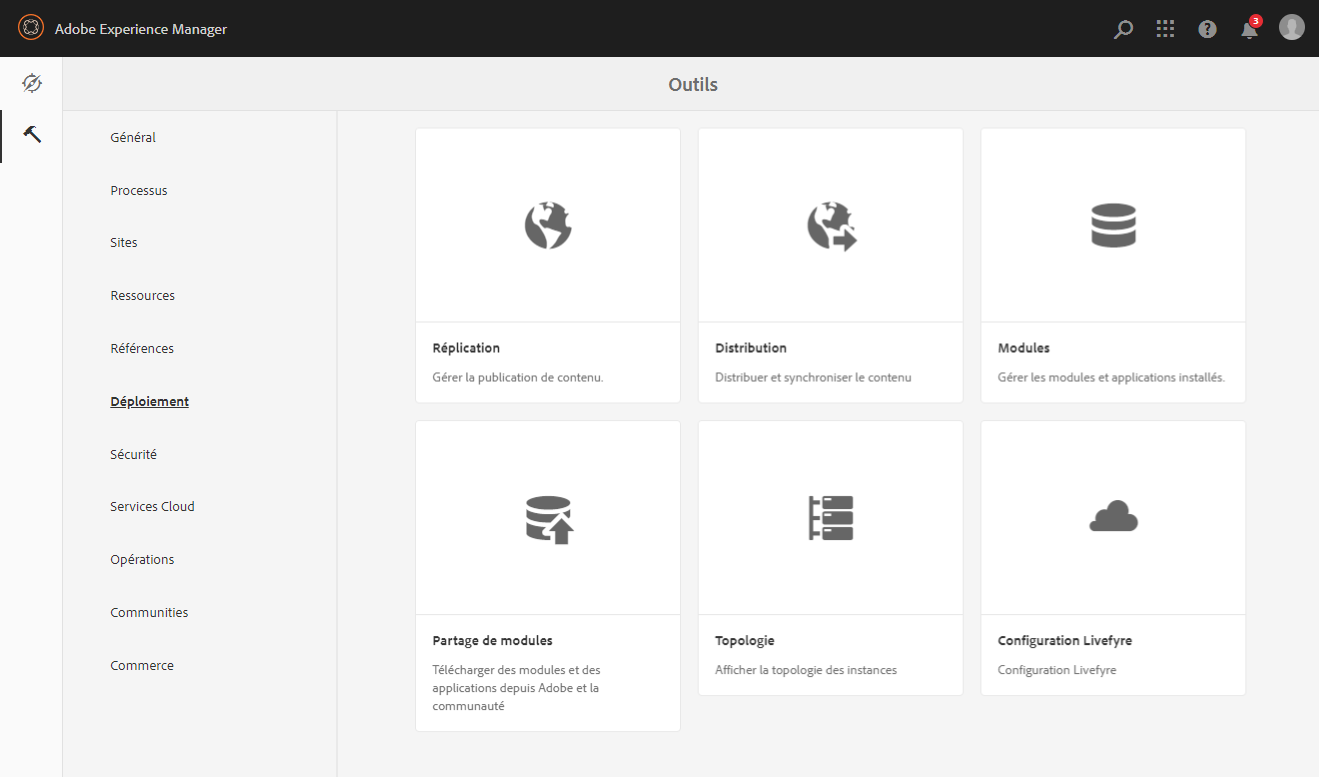 Adobe Experience Manager
3
Outils
Général
Processus
Sites
Ressources
Références
Déploiement
Sécurité
Services Cloud
Opérations
Communities
Commerce
Réplication
Gérer la publication de contenu.
Distribution
Distribuer et synchroniser le contenu
Modules
Gérer les modules et applications installés.
Partage de modules
Télécharger des modules et des
applications depuis Adobe et la
communauté
Topologie
Afficher la topologie des instances
Configuration Livefyre
Configuration Livefyre